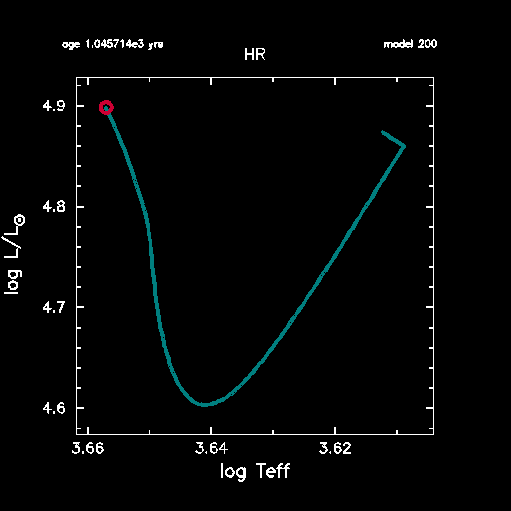 age 1.045714e3 yrs model 200
HR
4.9
4.8
4.7
4.6
log L/L⊙
3.66 3.64 3.62
log Teff